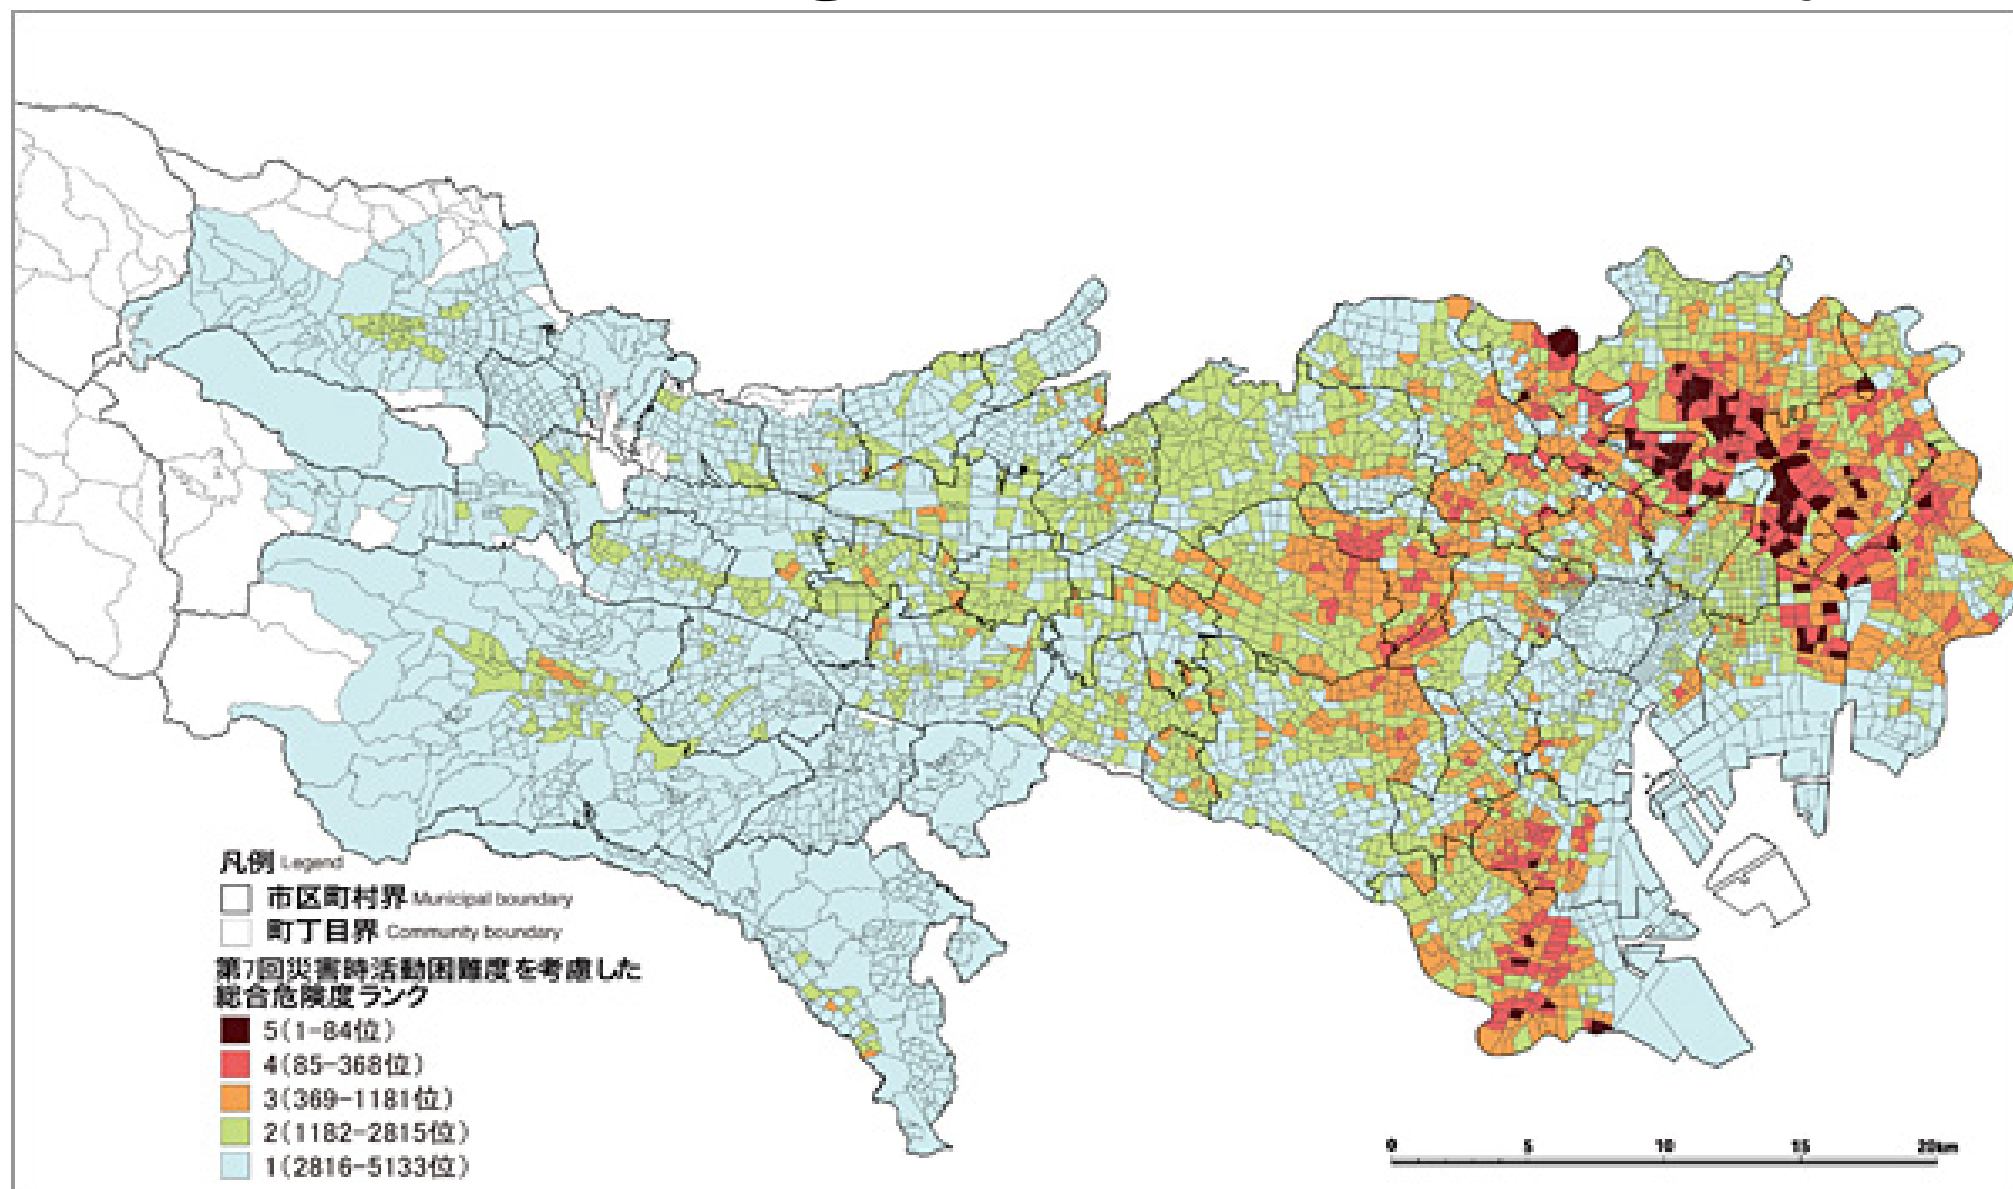 凡例 Legend
市区町村界 Municipal boundary
町丁目界 Community boundary
第7回災害時活動困難度を考慮した
総合危険度ランク
5(1-84位)
4(85-368位)
3(369-1181位)
2(1182-2815位)
1(2816-5133位)
0 5 10 15 20km